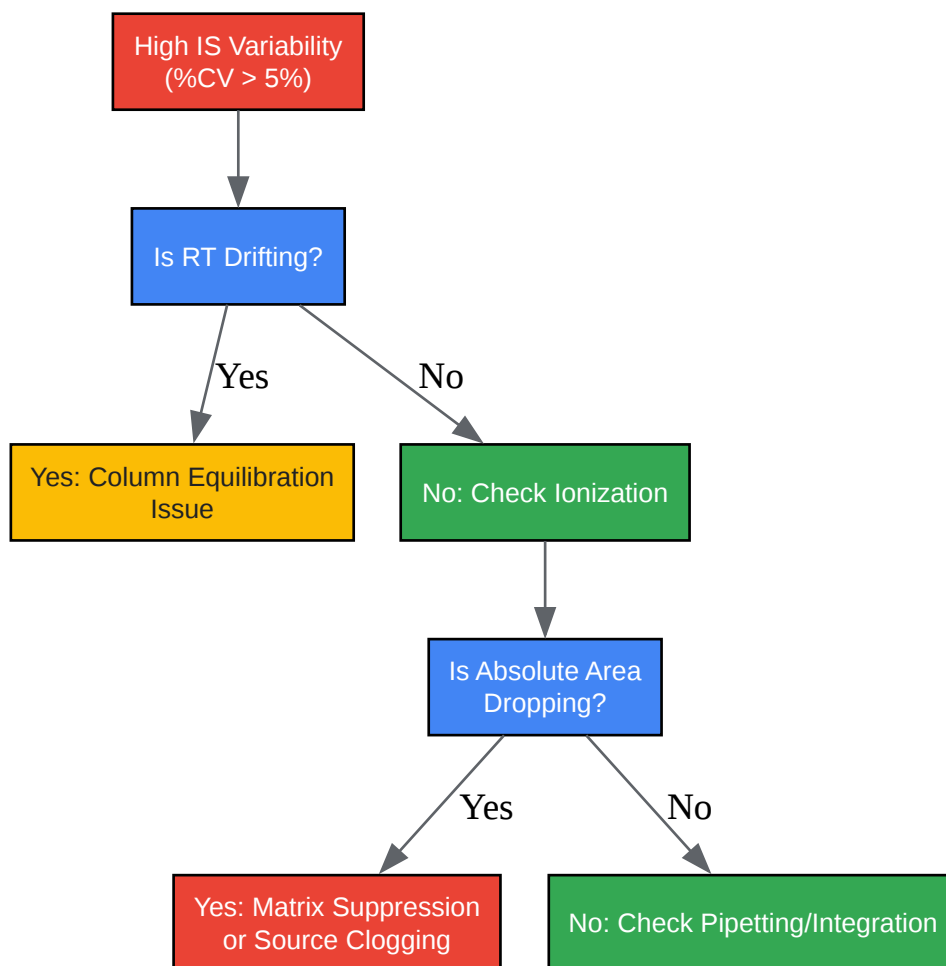 High IS Variability
(%CV > 5%)
Is RT Drifting?
Yes
No
Yes: Column Equilibration
Issue
No: Check Ionization
Is Absolute Area
Dropping?
Yes
No
Yes: Matrix Suppression
or Source Clogging
No: Check Pipetting/Integration